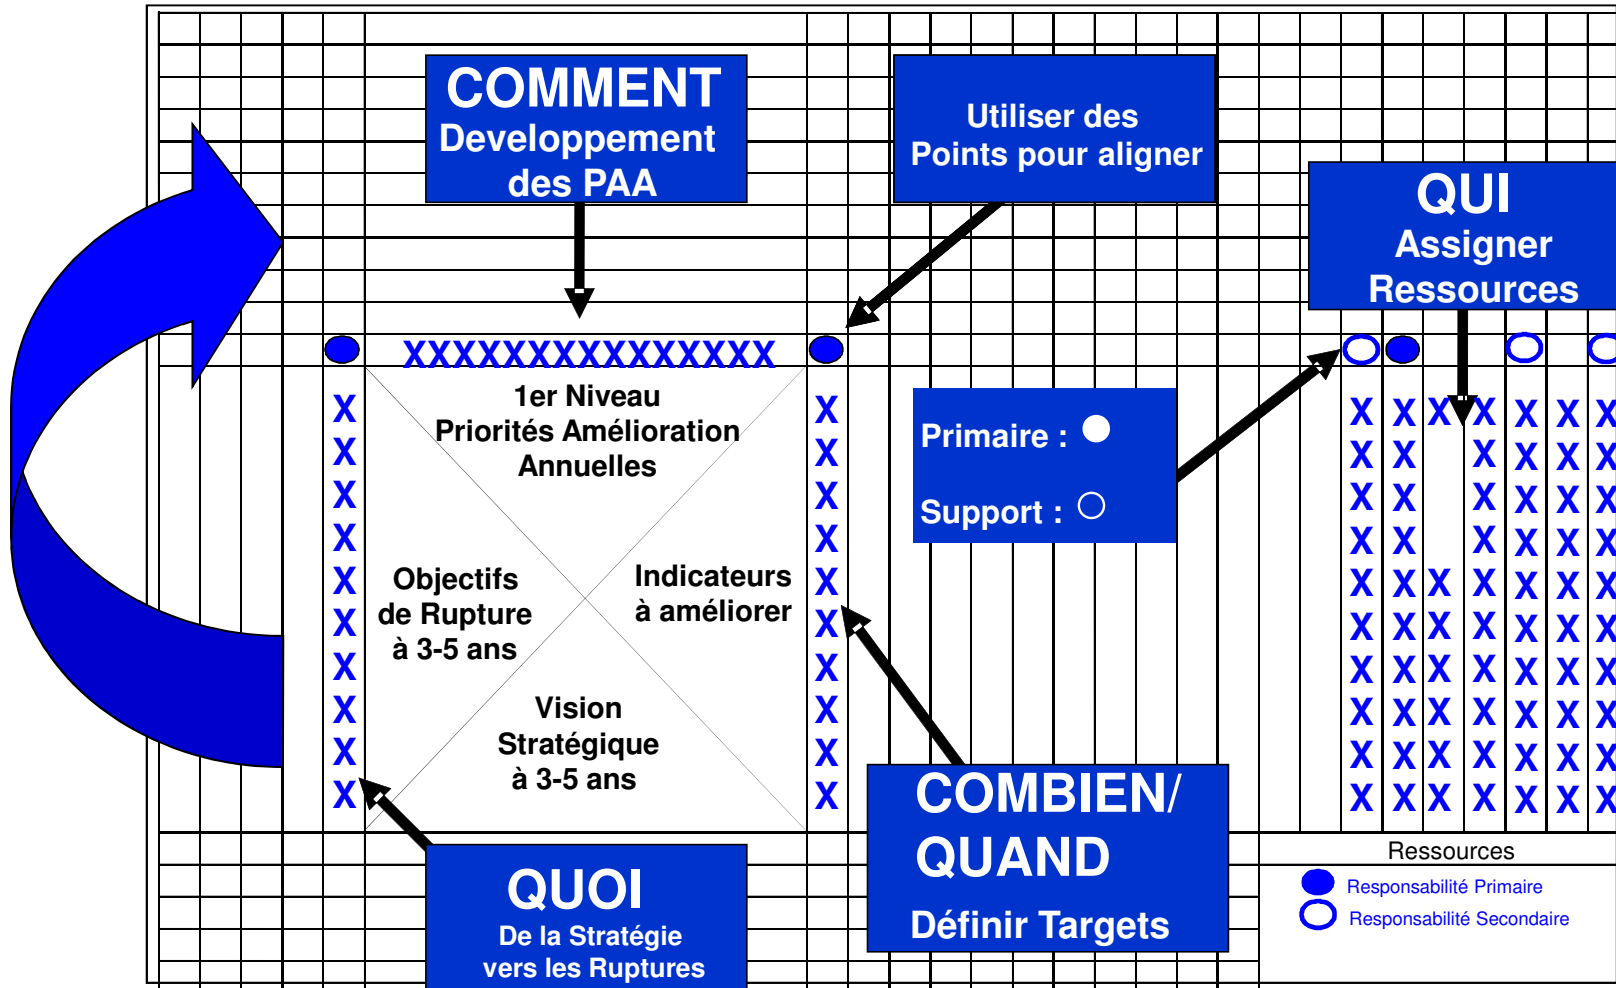 COMMENT
Developpement
des PAA
Utiliser des
Points pour aligner
QUI
Assigner
Ressources
XXXXXXXXXXXXXXX
1er Niveau
Priorités Amélioration
Annuelles
Primaire :
Support :
Objectifs
de Rupture
à 3-5 ans
Indicateurs
à améliorer
Vision
Stratégique
à 3-5 ans
X X X X X X X X X
X X X X X X X X
X X X X X X X X
X X X X X X X X
X X X X X X X X X
X X X X X X X X X
X X X X X X X X X
X X X X X X X X X
X X X X X X X X X
X X X X X X X X X
QUOI
De la Stratégie
vers les Ruptures
COMBIEN/
QUAND
Définir Targets
Ressources
Responsabilité Primaire
Responsabilité Secondaire